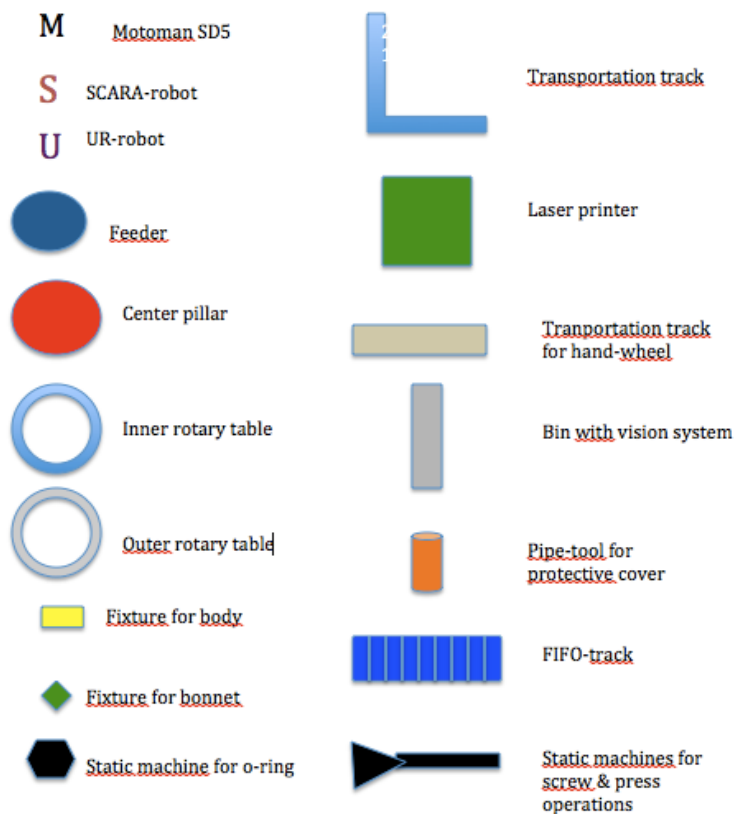 M
Motoman SD5
S
SCARA-robot
U
UR-robot
Feeder
Center pillar
Inner rotary table
Outer rotary table
Fixture for body
Fixture for bonnet
Static machine for o-ring
2
1
Transportation track
Laser printer
Tranportation track
for hand-wheel
Bin with vision system
Pipe-tool for
protective cover
FIFO-track
Static machines for
screw & press
operations